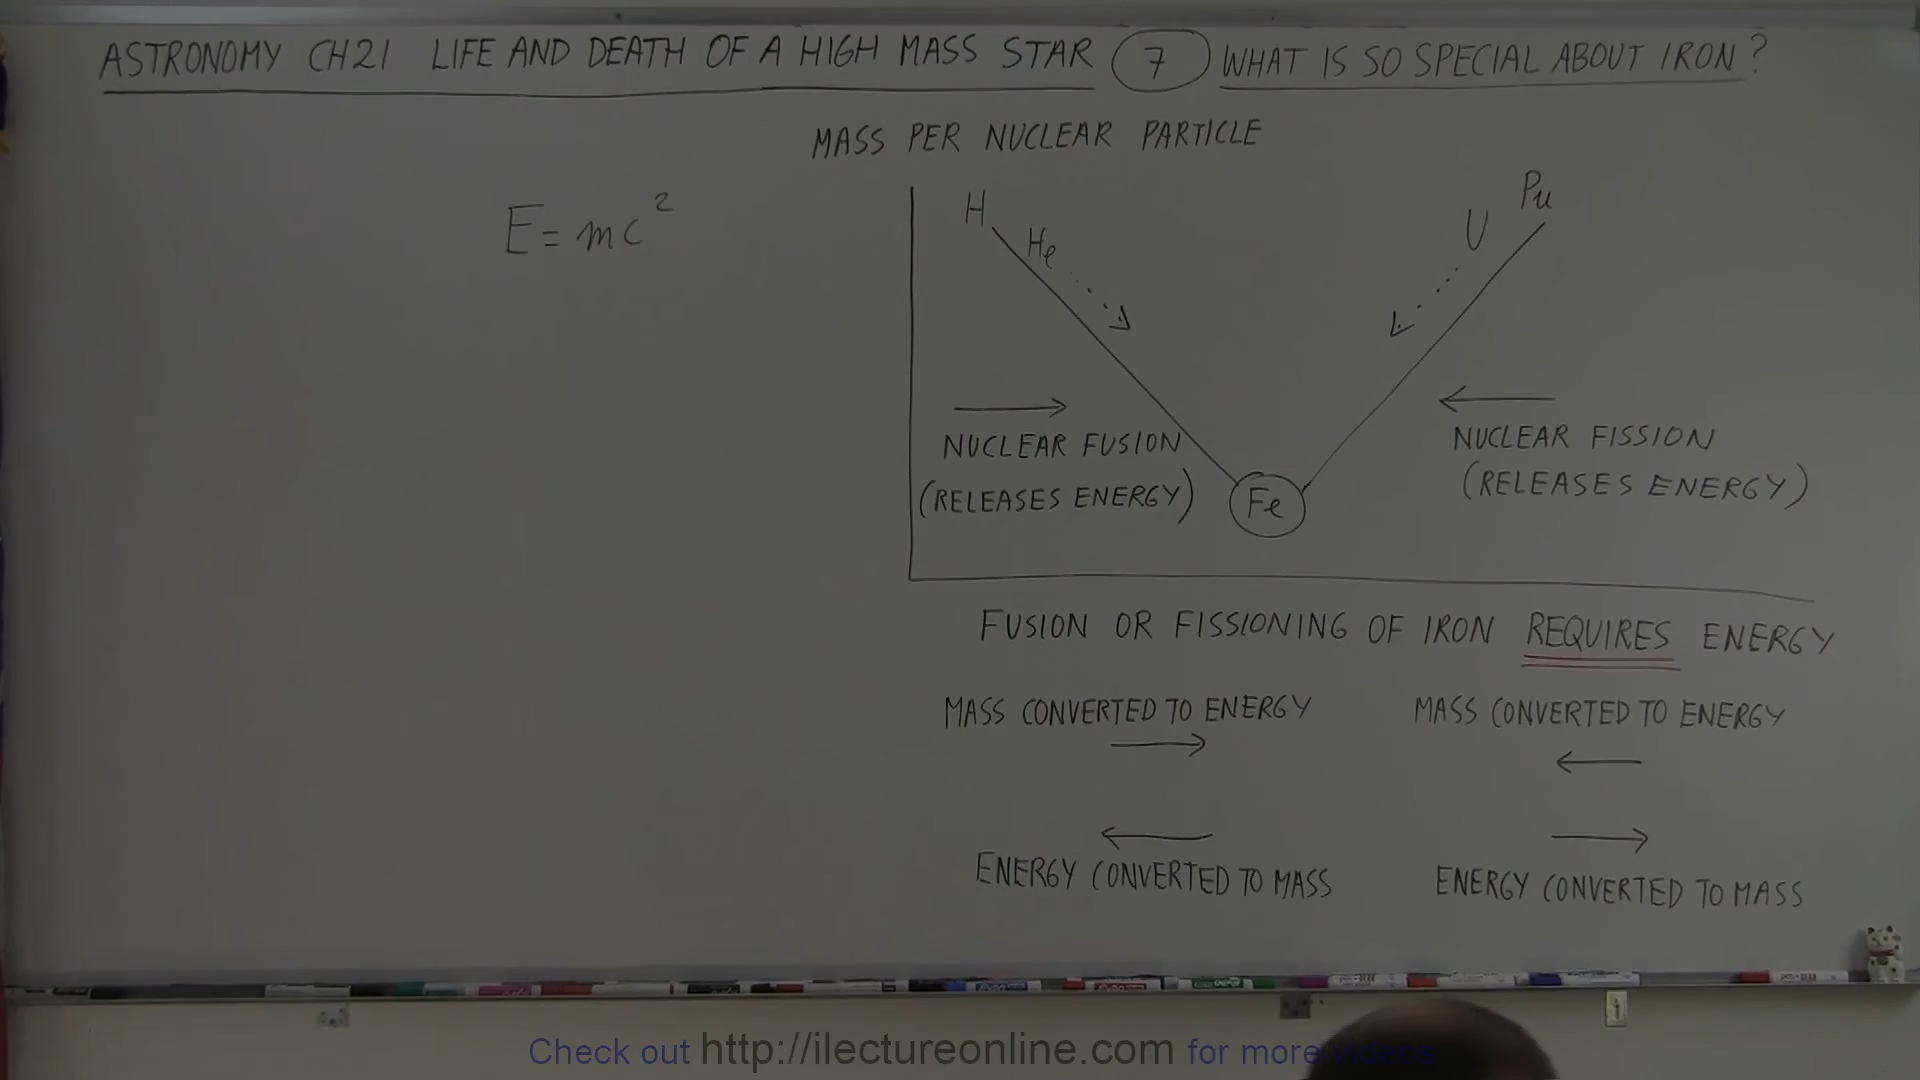 ASTRONOMY CH21 LIFE AND DEATH OF A HIGH MASS STAR 7 WHAT IS SO SPECIAL ABOUT IRON?
MASS PER NUCLEAR PARTICLE
E = mc²
H
He
U
Pu
NUCLEAR FUSION
(RELEASES ENERGY)
Fe
NUCLEAR FISSION
(RELEASES ENERGY)
FUSION OR FISSIONING OF IRON REQUIRES ENERGY
MASS CONVERTED TO ENERGY
MASS CONVERTED TO ENERGY
ENERGY CONVERTED TO MASS
ENERGY CONVERTED TO MASS
Check out http://ilectureonline.com for more videos